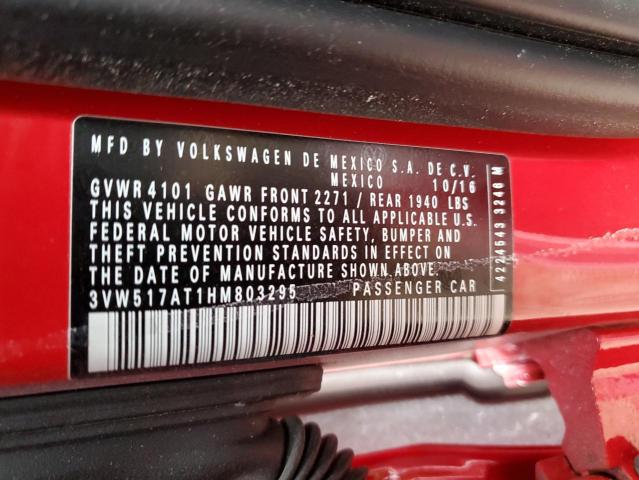 MFD BY VOLKSWAGEN DE MEXICO S.A. DE C.V.
MEXICO 10/16
GVWR 4101 GAWR FRONT 2271 / REAR 1940 LBS
THIS VEHICLE CONFORMS TO ALL APPLICABLE U.S.
FEDERAL MOTOR VEHICLE SAFETY, BUMPER AND
THEFT PREVENTION STANDARDS IN EFFECT ON
THE DATE OF MANUFACTURE SHOWN ABOVE.
3VW517AT1HM803295 PASSENGER CAR
4224543 3240 M